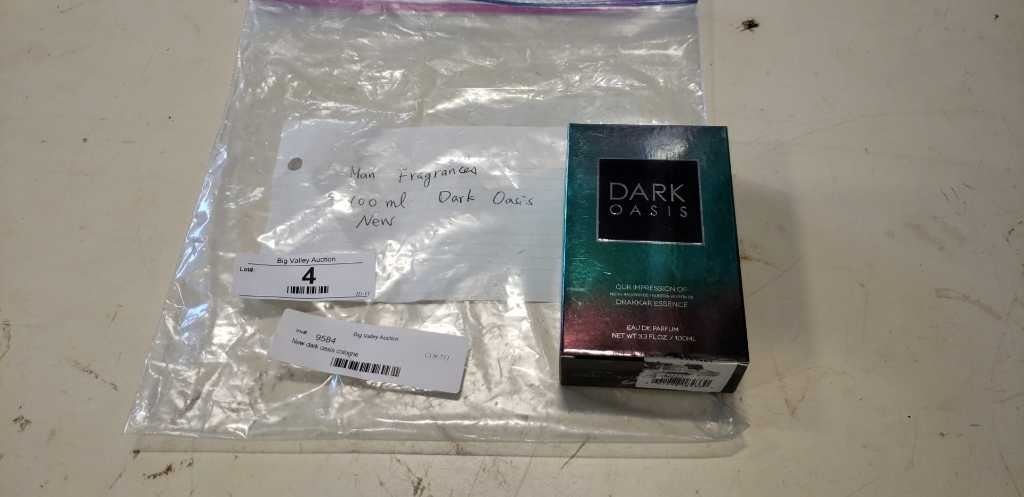 Man Fragrances
100 ml Dark Oasis
New
Big Valley Auction
Lot#:
4
Big Valley Auction
9584
New dark oasis cologne
DARK
OASIS
OUR IMPRESSION OF
DRAKKAR ESSENCE
EAU DE PARFUM
NET WT 3.3 FL.OZ / 100ML